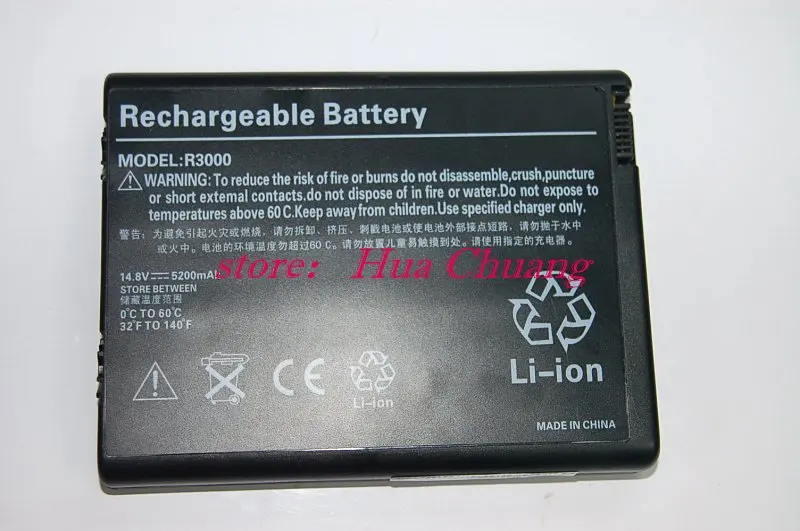 Rechargeable Battery
MODEL:R3000
WARNING: To reduce the risk of fire or burns do not disassemble,crush,puncture
or short external contacts.do not dispose of in fire or water.Do not expose to
temperatures above 60 C.Keep away from children.Use specified charger only.
警告：为避免引起火灾或燃烧，请勿拆卸、挤压、刺戳电池或使电池外部接点短路，请勿抛于水中
或火中。电池的环境温度勿超过60 C。请勿放置儿童易触摸到处。请使用指定的充电器。
14.8V 5200mAh
store: Hua Chuang
STORE BETWEEN
储藏温度范围
0℃ TO 60℃
32°F TO 140°F
Li-ion
CE
Li-ion
MADE IN CHINA